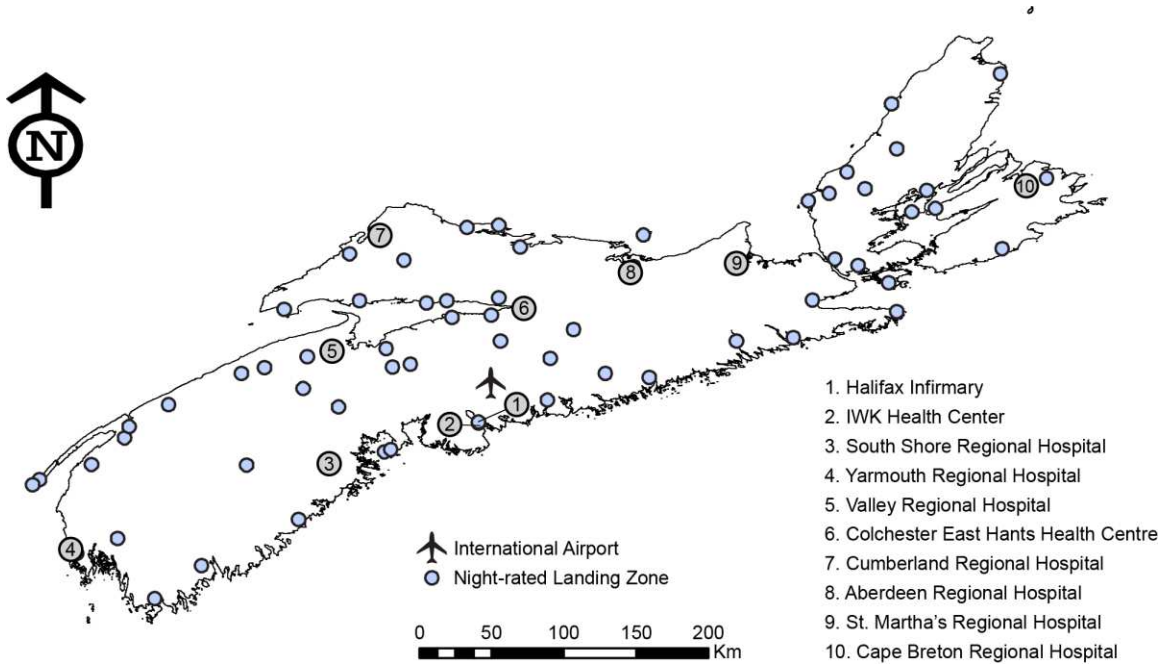 N
7
10
9
8
6
5
1
2
3
4
1. Halifax Infirmary
2. IWK Health Center
3. South Shore Regional Hospital
4. Yarmouth Regional Hospital
5. Valley Regional Hospital
6. Colchester East Hants Health Centre
7. Cumberland Regional Hospital
8. Aberdeen Regional Hospital
9. St. Martha's Regional Hospital
10. Cape Breton Regional Hospital
International Airport
Night-rated Landing Zone
0 50 100 150 200
Km